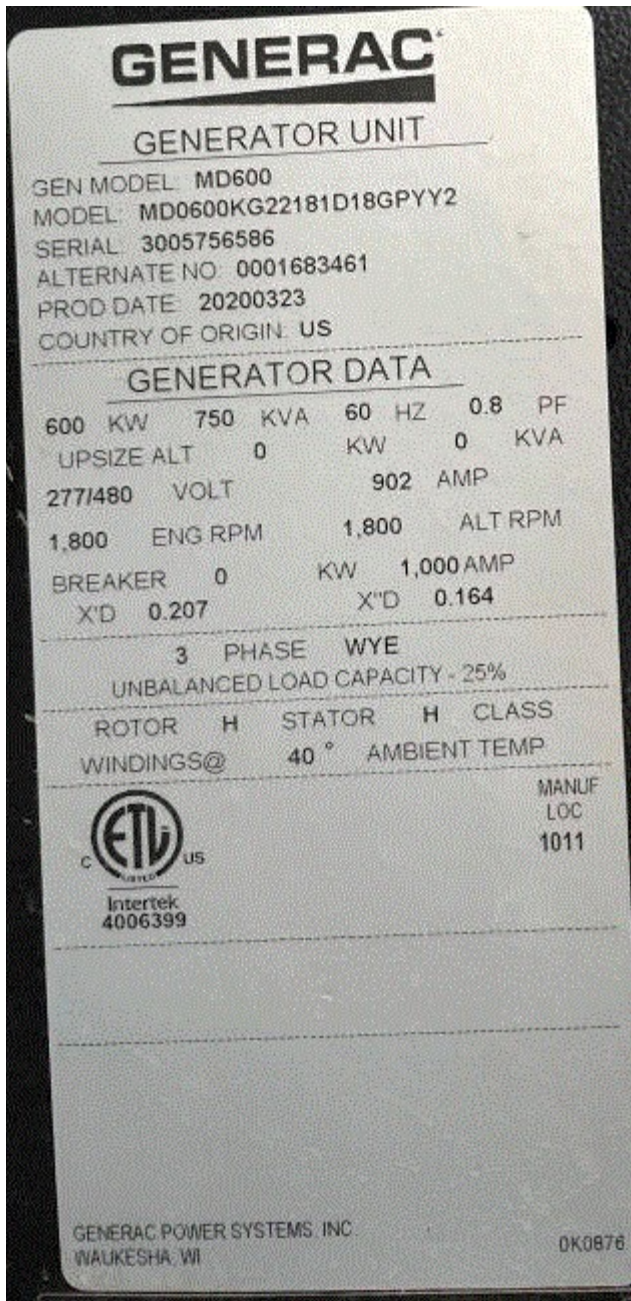 GENERAC
GENERATOR UNIT
GEN MODEL: MD600
MODEL: MD0600KG22181D18GPYY2
SERIAL: 3005756586
ALTERNATE NO: 0001683461
PROD DATE: 20200323
COUNTRY OF ORIGIN: US
GENERATOR DATA
600 KW 750 KVA 60 HZ 0.8 PF
UPSIZE ALT 0 KW 0 KVA
277/480 VOLT 902 AMP
1,800 ENG RPM 1,800 ALT RPM
BREAKER 0 KW 1,000 AMP
X'D 0.207 X"D 0.164
3 PHASE WYE
UNBALANCED LOAD CAPACITY - 25%
ROTOR H STATOR H CLASS
WINDINGS@ 40 ° AMBIENT TEMP
MANUF
LOC
1011
C ETL US
LISTED
Intertek
4006399
GENERAC POWER SYSTEMS, INC.
WAUKESHA, WI
0K0876